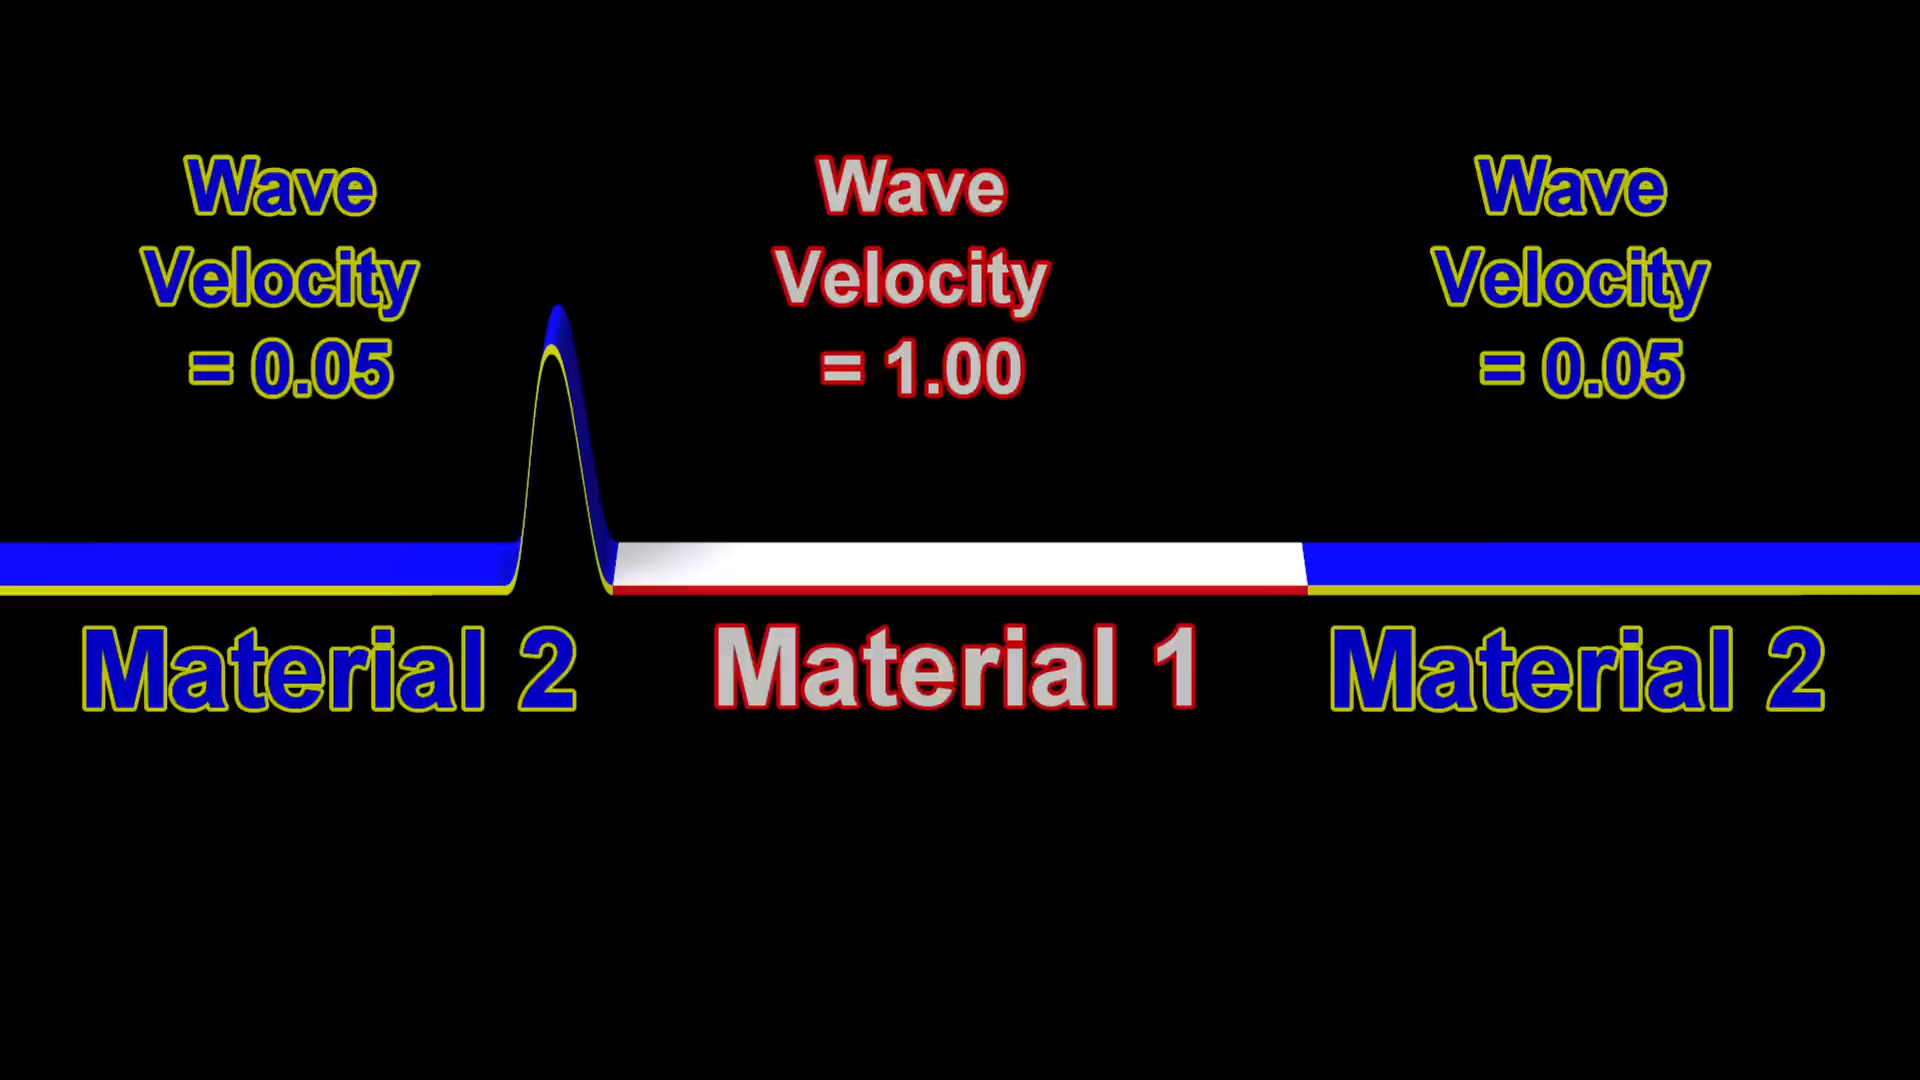 Wave
Velocity
= 0.05
Wave
Velocity
= 1.00
Wave
Velocity
= 0.05
Material 2
Material 1
Material 2